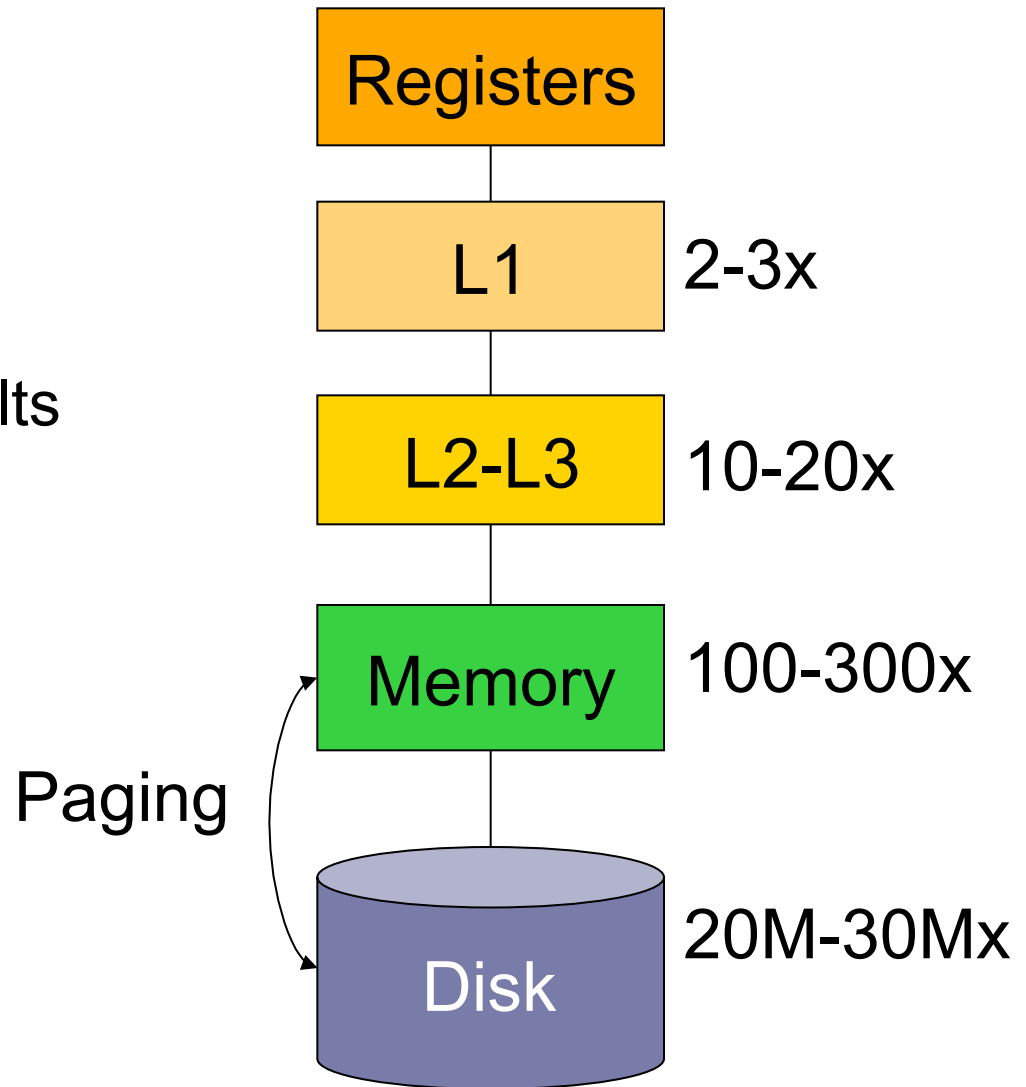 Registers
L1
2-3x
lts
L2-L3
10-20x
Memory
100-300x
Paging
Disk
20M-30Mx